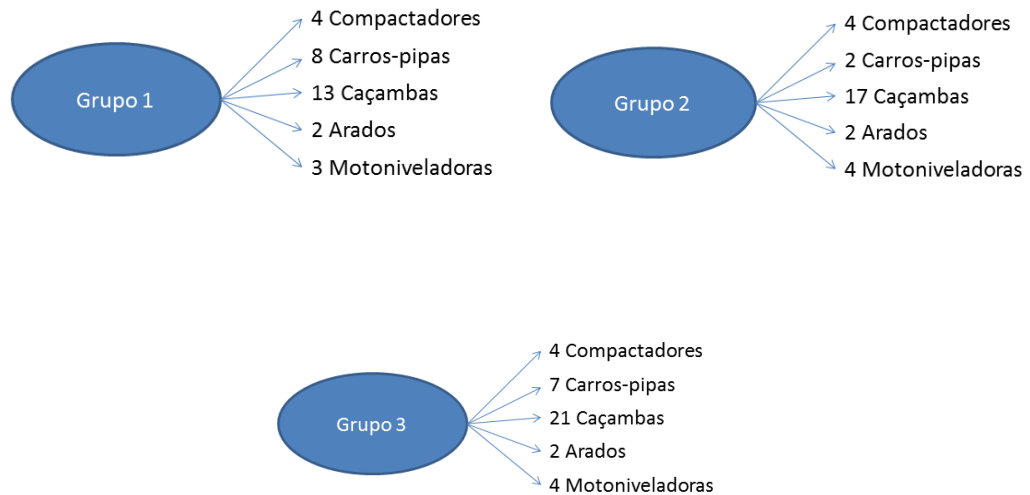 Grupo 1
4 Compactadores
8 Carros-pipas
13 Caçambas
2 Arados
3 Motoniveladoras
Grupo 2
4 Compactadores
2 Carros-pipas
17 Caçambas
2 Arados
4 Motoniveladoras
Grupo 3
4 Compactadores
7 Carros-pipas
21 Caçambas
2 Arados
4 Motoniveladoras